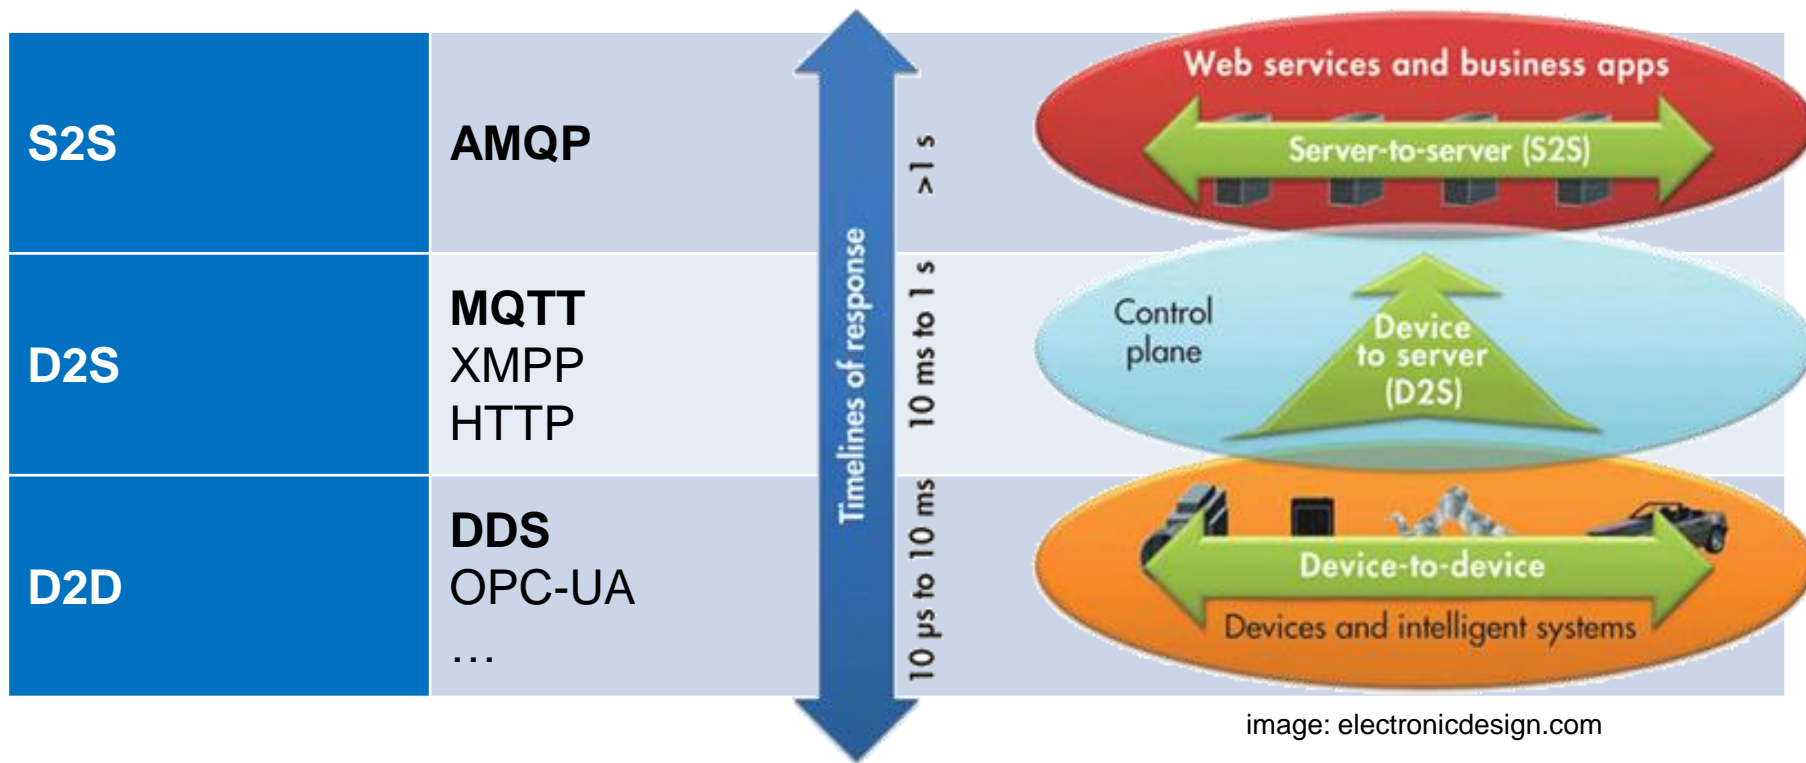 S2S
AMQP
D2S
MQTT
XMPP
HTTP
D2D
DDS
OPC-UA
…
Timelines of response
>1 s
10 ms to 1 s
10 µs to 10 ms
Web services and business apps
Server-to-server (S2S)
Control
plane
Device
to server
(D2S)
Device-to-device
Devices and intelligent systems
image: electronicdesign.com